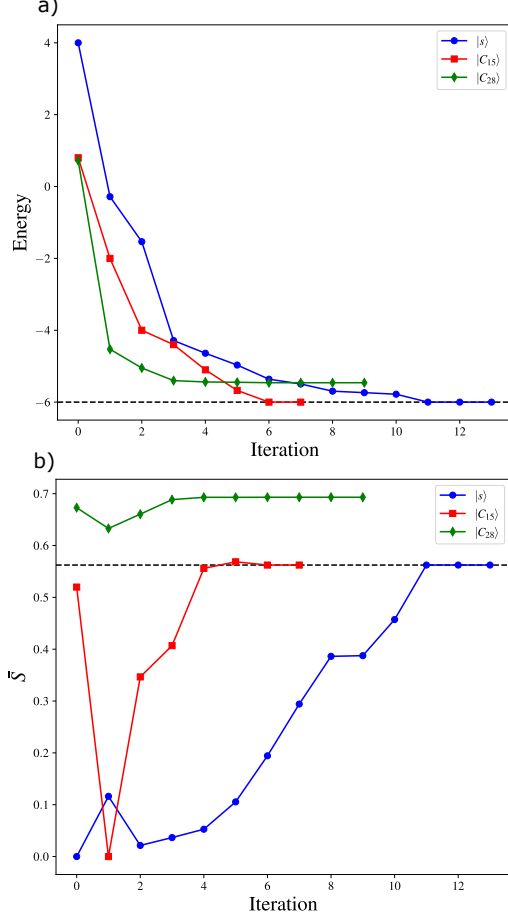 a)
4
2
0
−2
−4
−6
Energy
|s⟩
|C₁₅⟩
|C₂₈⟩
0 2 4 6 8 10 12
Iteration
b)
0.7
0.6
0.5
0.4
0.3
0.2
0.1
0.0
S̄
|s⟩
|C₁₅⟩
|C₂₈⟩
0 2 4 6 8 10 12
Iteration